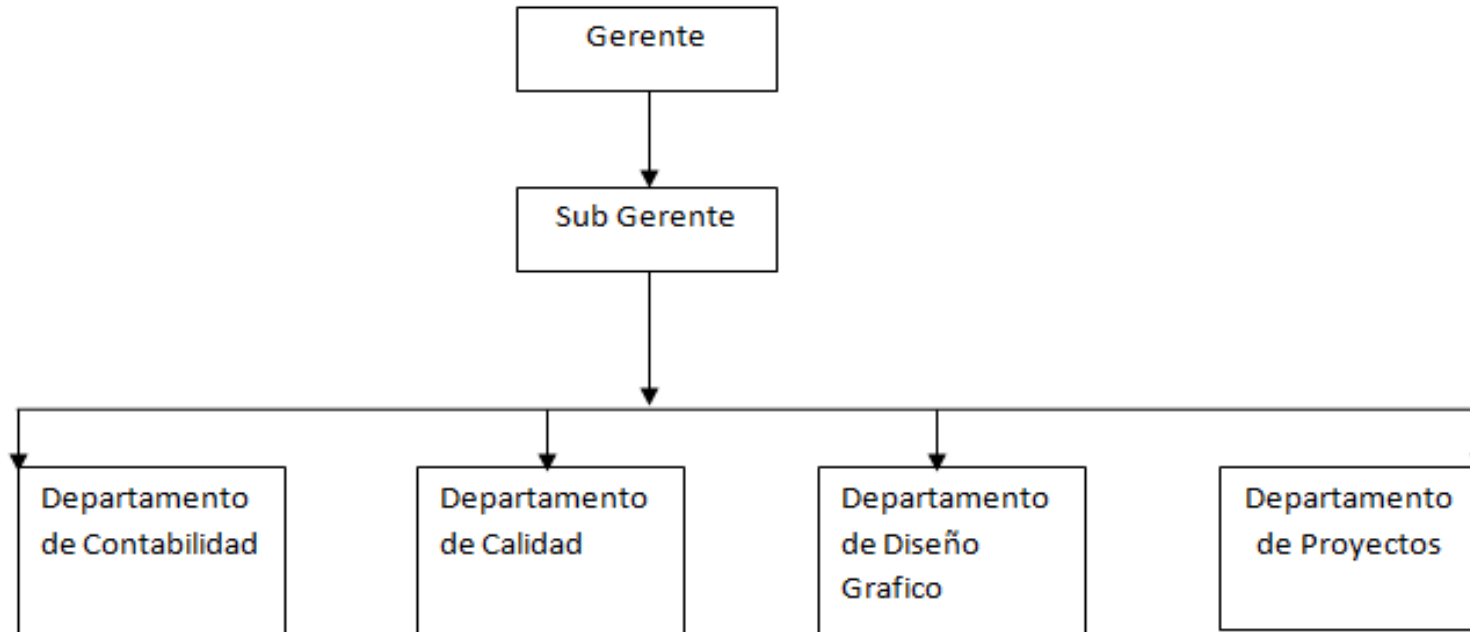 Gerente
Sub Gerente
Departamento
de Contabilidad
Departamento
de Calidad
Departamento
de Diseño
Grafico
Departamento
de Proyectos